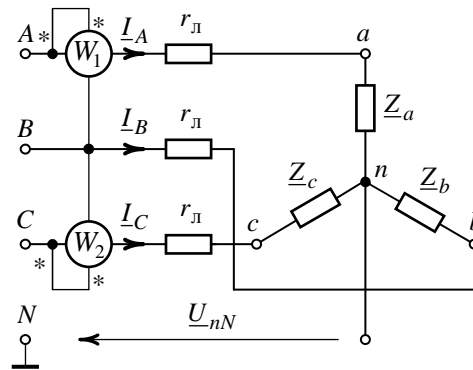 A * * W₁ I_A r_л a
Z_a
B I_B r_л
n
Z_c Z_b
C I_C r_л c b
W₂
* *
N U_nN